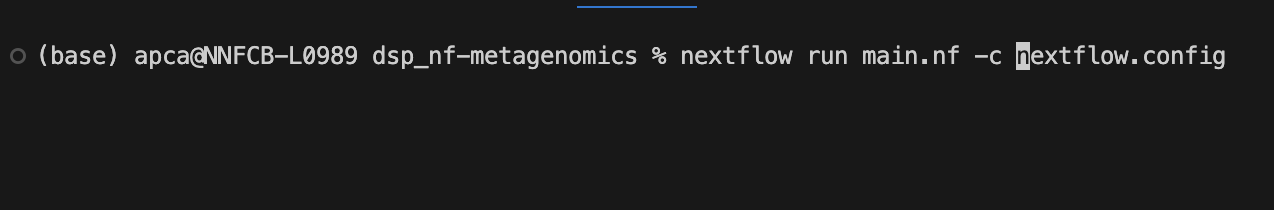 (base) apca@NNFCB-L0989 dsp_nf-metagenomics % nextflow run main.nf -c nextflow.config